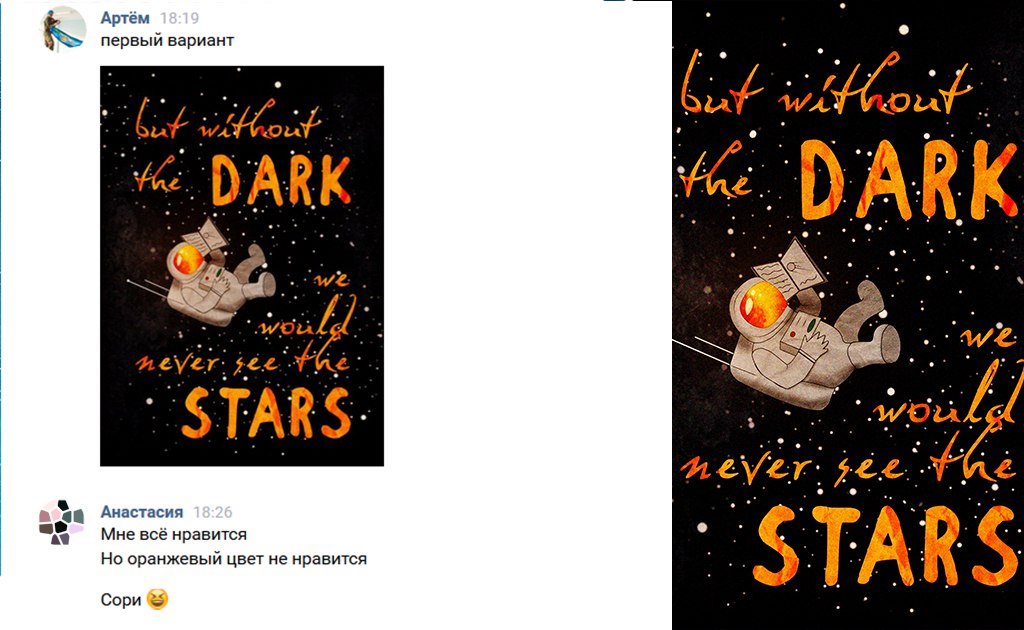 Артём 18:19
первый вариант
but without
the DARK
we
would
never see the
STARS
Анастасия 18:26
Мне всё нравится
Но оранжевый цвет не нравится
Сори
but without
the DARK
we
would
never see the
STARS